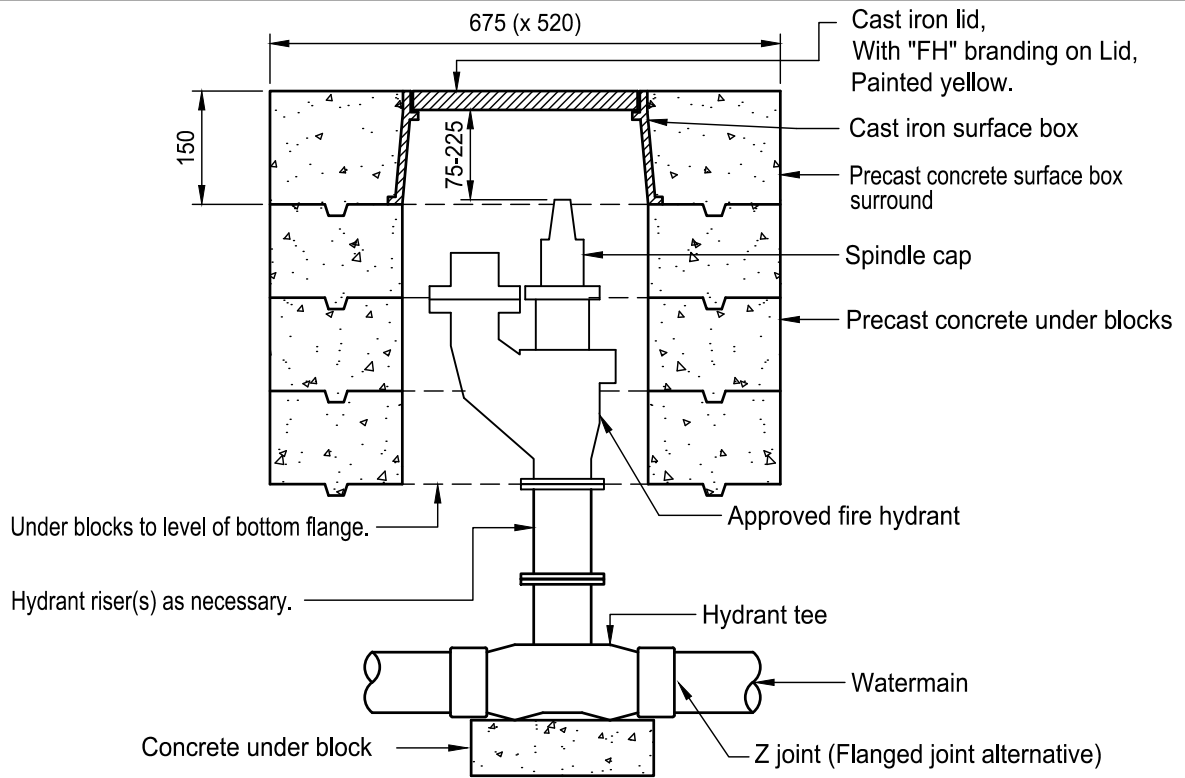 675 (x 520)
Cast iron lid,
With "FH" branding on Lid,
Painted yellow.
150
75-225
Cast iron surface box
Precast concrete surface box
surround
Spindle cap
Precast concrete under blocks
Under blocks to level of bottom flange.
Approved fire hydrant
Hydrant riser(s) as necessary.
Hydrant tee
Watermain
Concrete under block
Z joint (Flanged joint alternative)